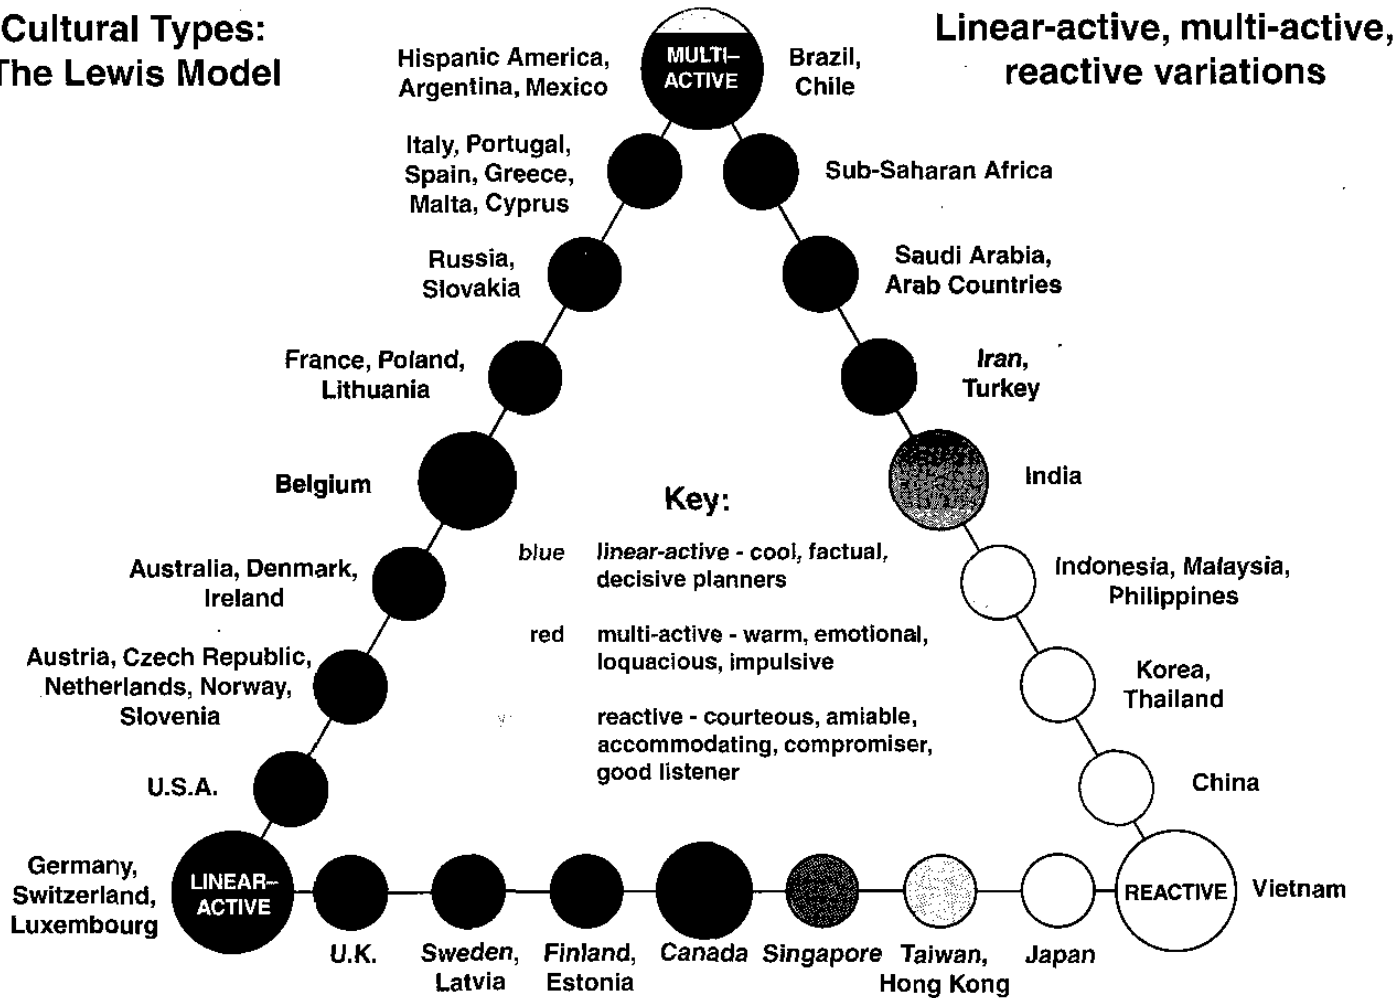 Cultural Types:
The Lewis Model
Linear-active, multi-active,
reactive variations
MULTI–
ACTIVE
Hispanic America,
Argentina, Mexico
Brazil,
Chile
Italy, Portugal,
Spain, Greece,
Malta, Cyprus
Sub-Saharan Africa
Russia,
Slovakia
Saudi Arabia,
Arab Countries
France, Poland,
Lithuania
Iran,
Turkey
Belgium
India
Key:
blue linear-active - cool, factual,
decisive planners
red multi-active - warm, emotional,
loquacious, impulsive
reactive - courteous, amiable,
accommodating, compromiser,
good listener
Australia, Denmark,
Ireland
Indonesia, Malaysia,
Philippines
Austria, Czech Republic,
Netherlands, Norway,
Slovenia
Korea,
Thailand
U.S.A.
China
Germany,
Switzerland,
Luxembourg
LINEAR–
ACTIVE
REACTIVE
Vietnam
U.K.
Sweden,
Latvia
Finland,
Estonia
Canada
Singapore
Taiwan,
Hong Kong
Japan